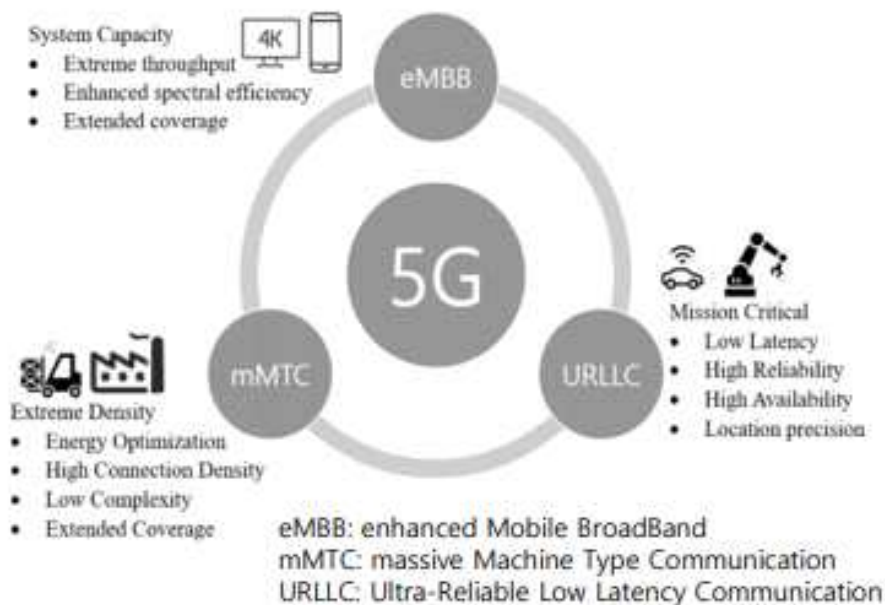 System Capacity
• Extreme throughput
• Enhanced spectral efficiency
• Extended coverage
4K
eMBB
5G
mMTC
URLLC
Mission Critical
• Low Latency
• High Reliability
• High Availability
• Location precision
Extreme Density
• Energy Optimization
• High Connection Density
• Low Complexity
• Extended Coverage
eMBB: enhanced Mobile BroadBand
mMTC: massive Machine Type Communication
URLLC: Ultra-Reliable Low Latency Communication